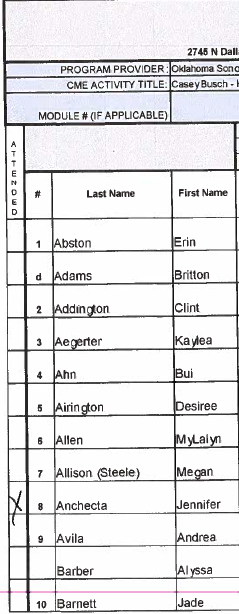 2745 N Dall
PROGRAM PROVIDER: Oklahoma Sono
CME ACTIVITY TITLE: Casey Busch -
MODULE # (IF APPLICABLE)
ATTENDED
# Last Name First Name
1 Abston Erin
d Adams Britton
2 Addington Clint
3 Aegerter Kaylea
4 Ahn Bui
5 Airington Desiree
6 Allen MyLaiyn
7 Allison (Steele) Megan
X 8 Anchecta Jennifer
9 Avila Andrea
Barber Alyssa
10 Barnett Jade